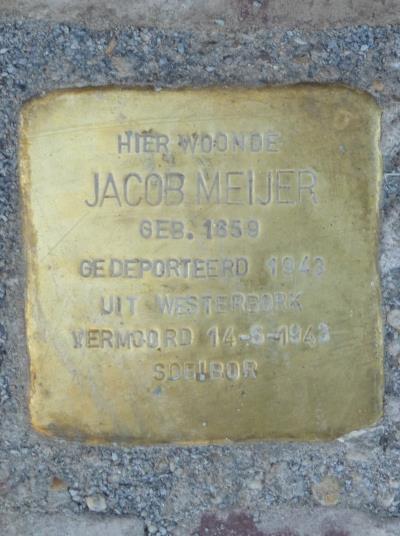 HIER WOONDE
JACOB MEIJER
GEB. 1859
GEDEPORTEERD 1943
UIT WESTERBORK
VERMOORD 14-5-1943
SOBIBOR